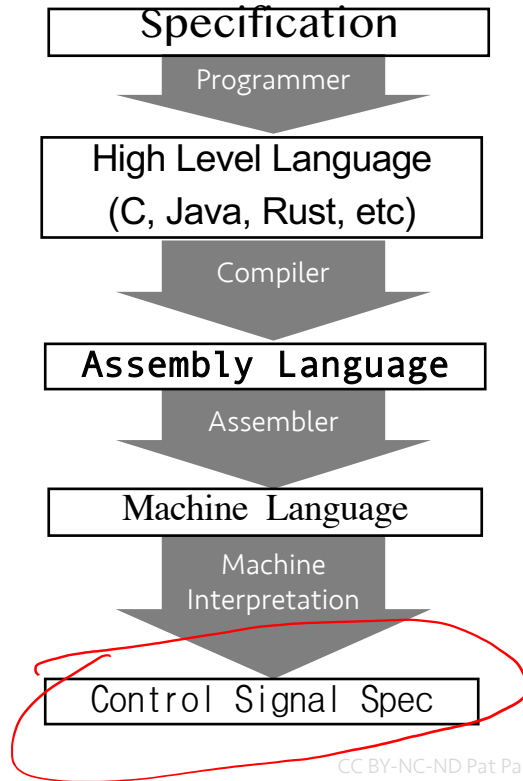 Specification
Programmer
High Level Language
(C, Java, Rust, etc)
Compiler
Assembly Language
Assembler
Machine Language
Machine
Interpretation
Control Signal Spec
CC BY-NC-ND Pat Pa